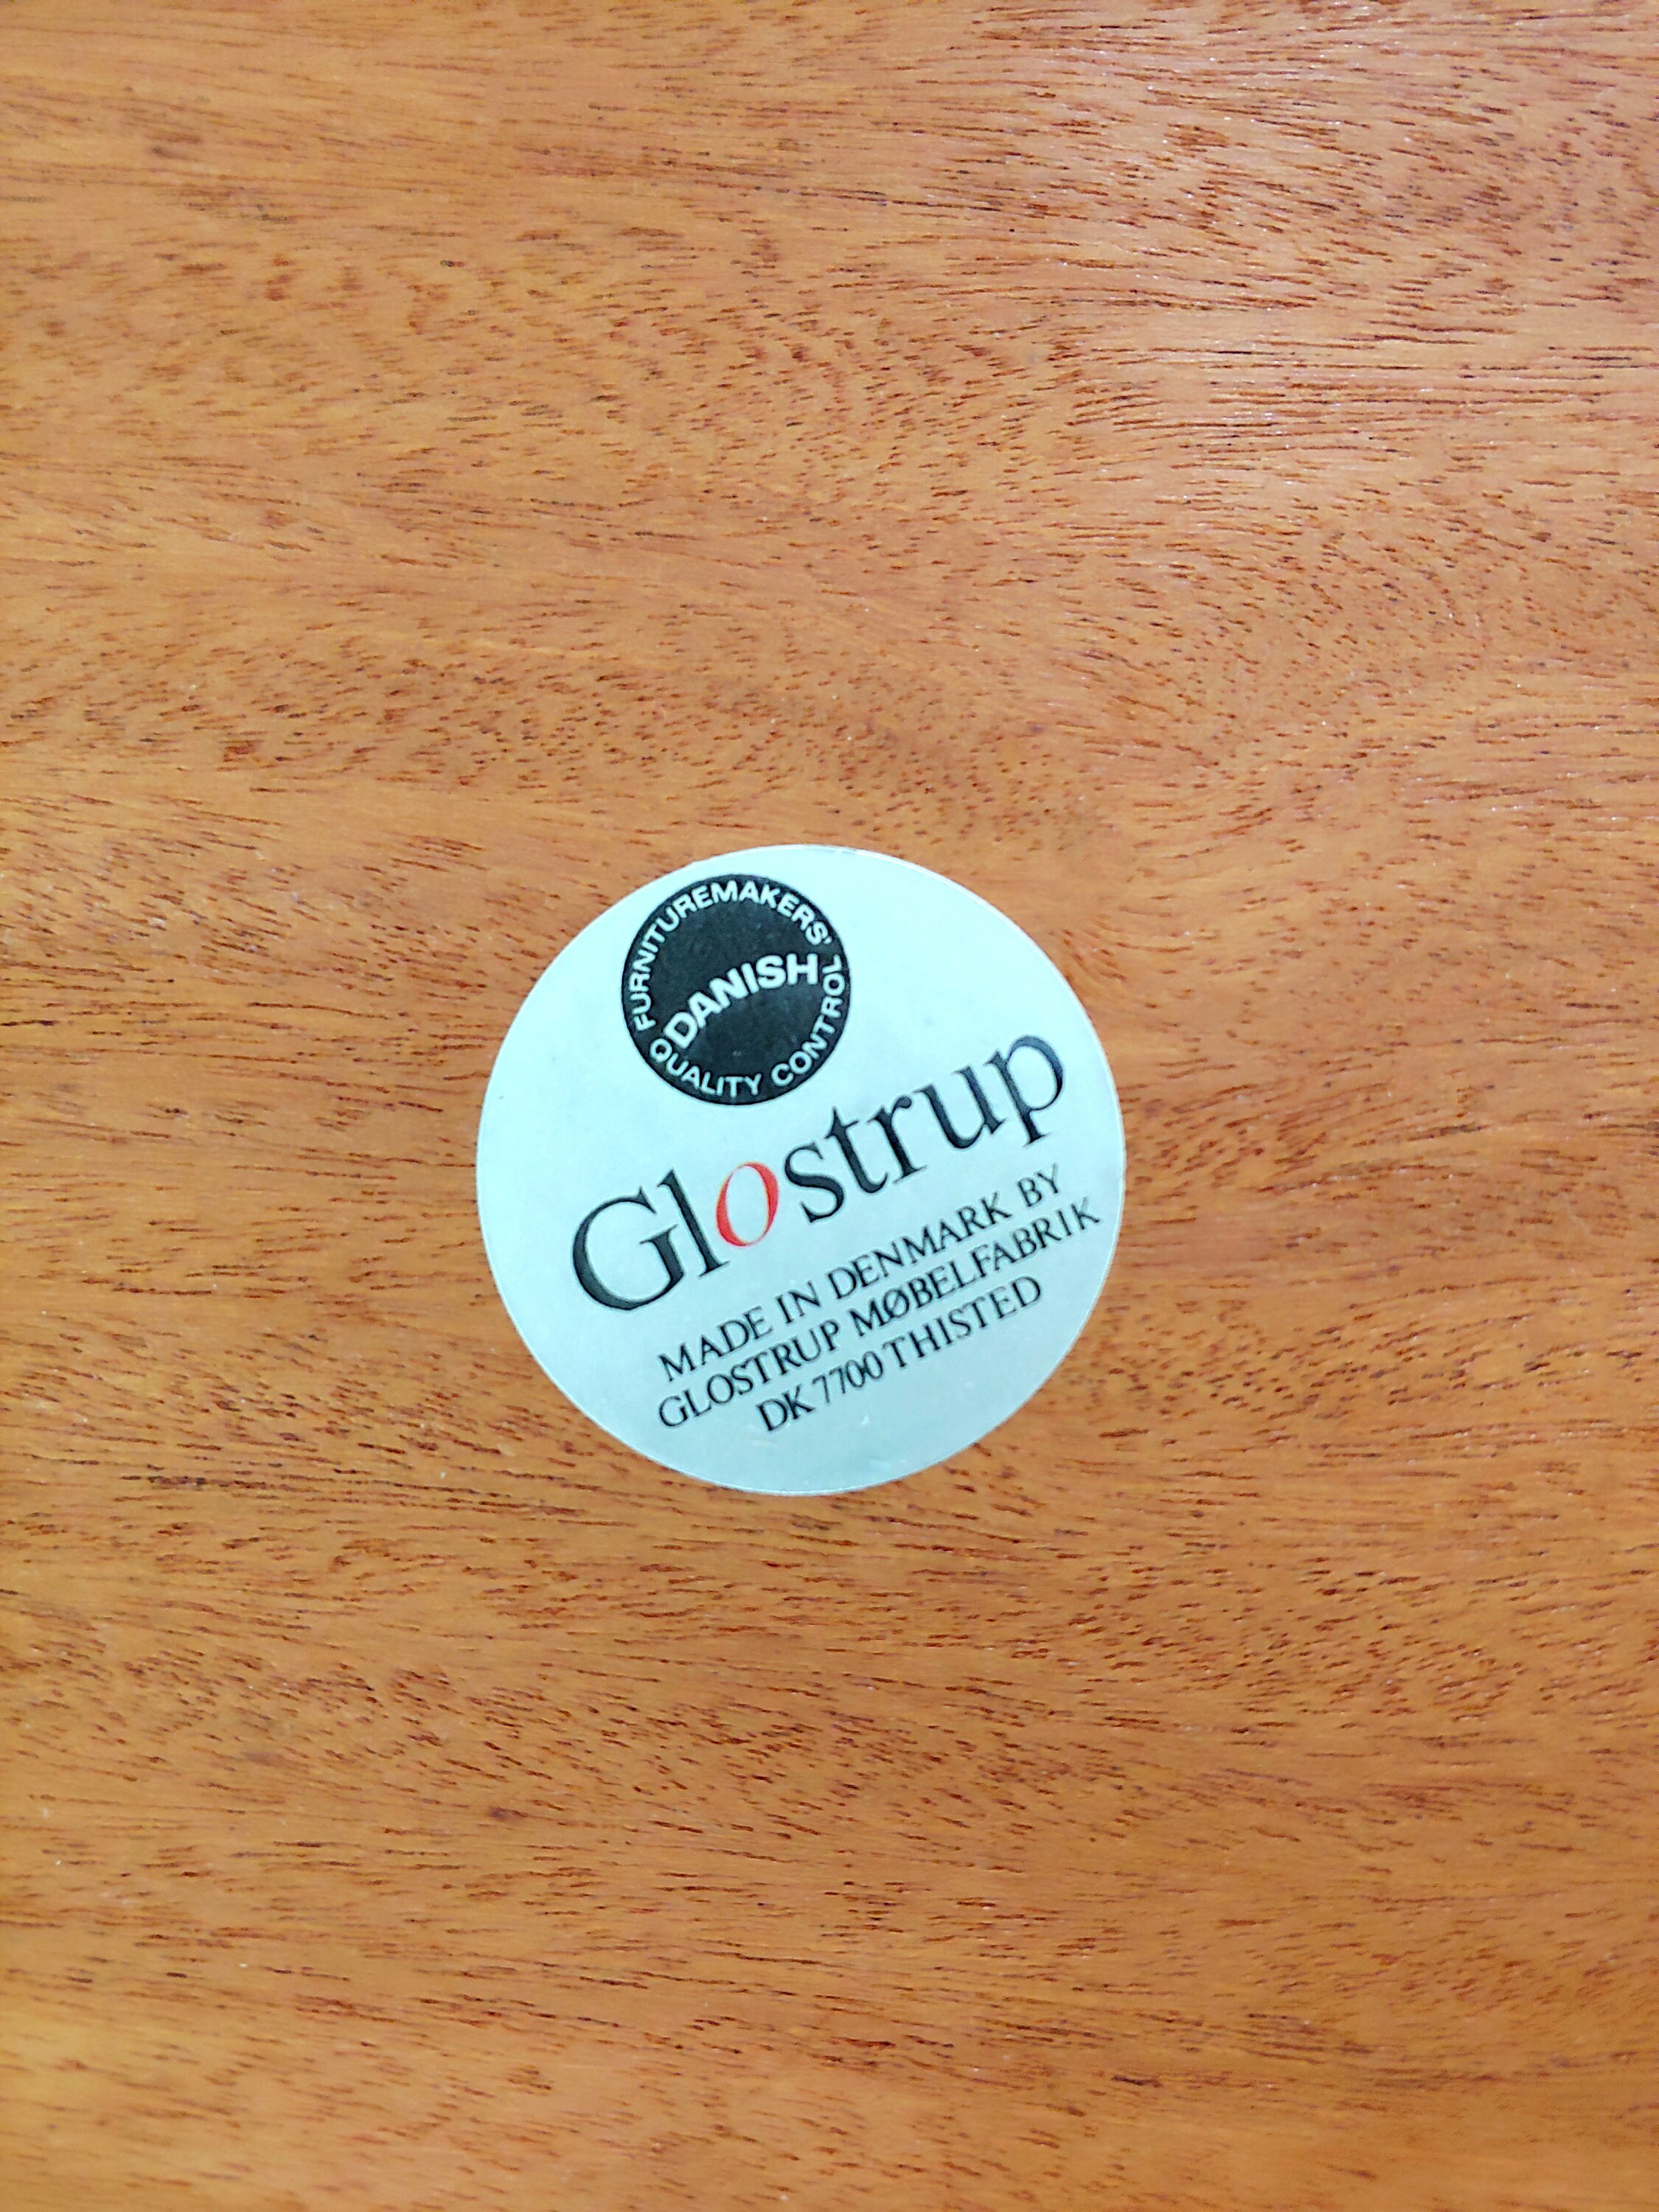 FURNITUREMAKERS'
DANISH
QUALITY CONTROL
Glostrup
MADE IN DENMARK BY
GLOSTRUP MØBELFABRIK
DK 7700 THISTED